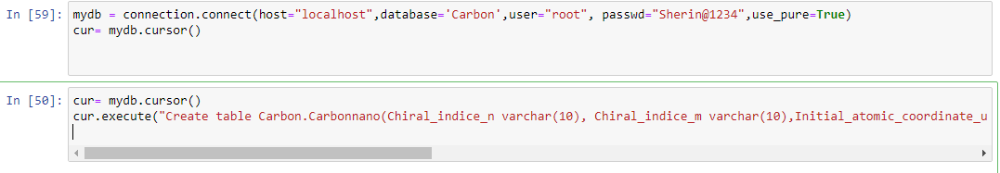 In [59]: mydb = connection.connect(host="localhost",database='Carbon',user="root", passwd="Sherin@1234",use_pure=True)
cur= mydb.cursor()
In [50]: cur= mydb.cursor()
cur.execute("Create table Carbon.Carbonnano(Chiral_indice_n varchar(10), Chiral_indice_m varchar(10),Initial_atomic_coordinate_u